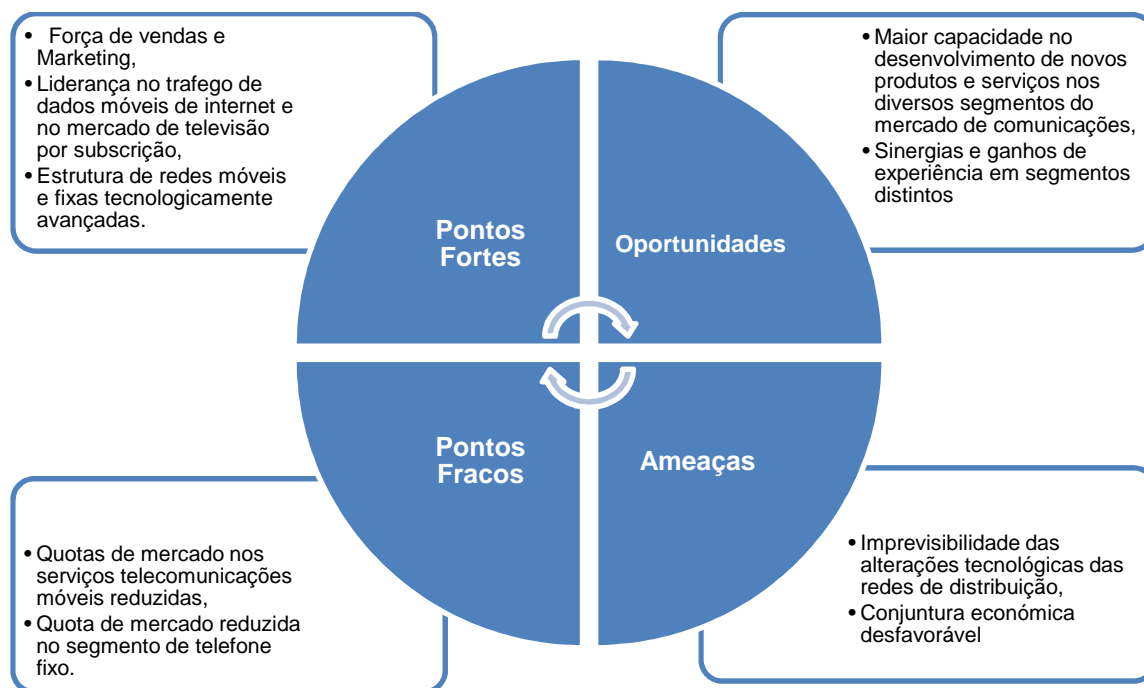 • Força de vendas e
Marketing,
• Liderança no trafego de
dados móveis de internet e
no mercado de televisão
por subscrição,
• Estrutura de redes móveis
e fixas tecnologicamente
avançadas.
• Maior capacidade no
desenvolvimento de novos
produtos e serviços nos
diversos segmentos do
mercado de comunicações,
• Sinergias e ganhos de
experiência em segmentos
distintos
Pontos
Fortes
Oportunidades
Pontos
Fracos
Ameaças
• Quotas de mercado nos
serviços telecomunicações
móveis reduzidas,
• Quota de mercado reduzida
no segmento de telefone
fixo.
• Imprevisibilidade das
alterações tecnológicas das
redes de distribuição,
• Conjuntura económica
desfavorável